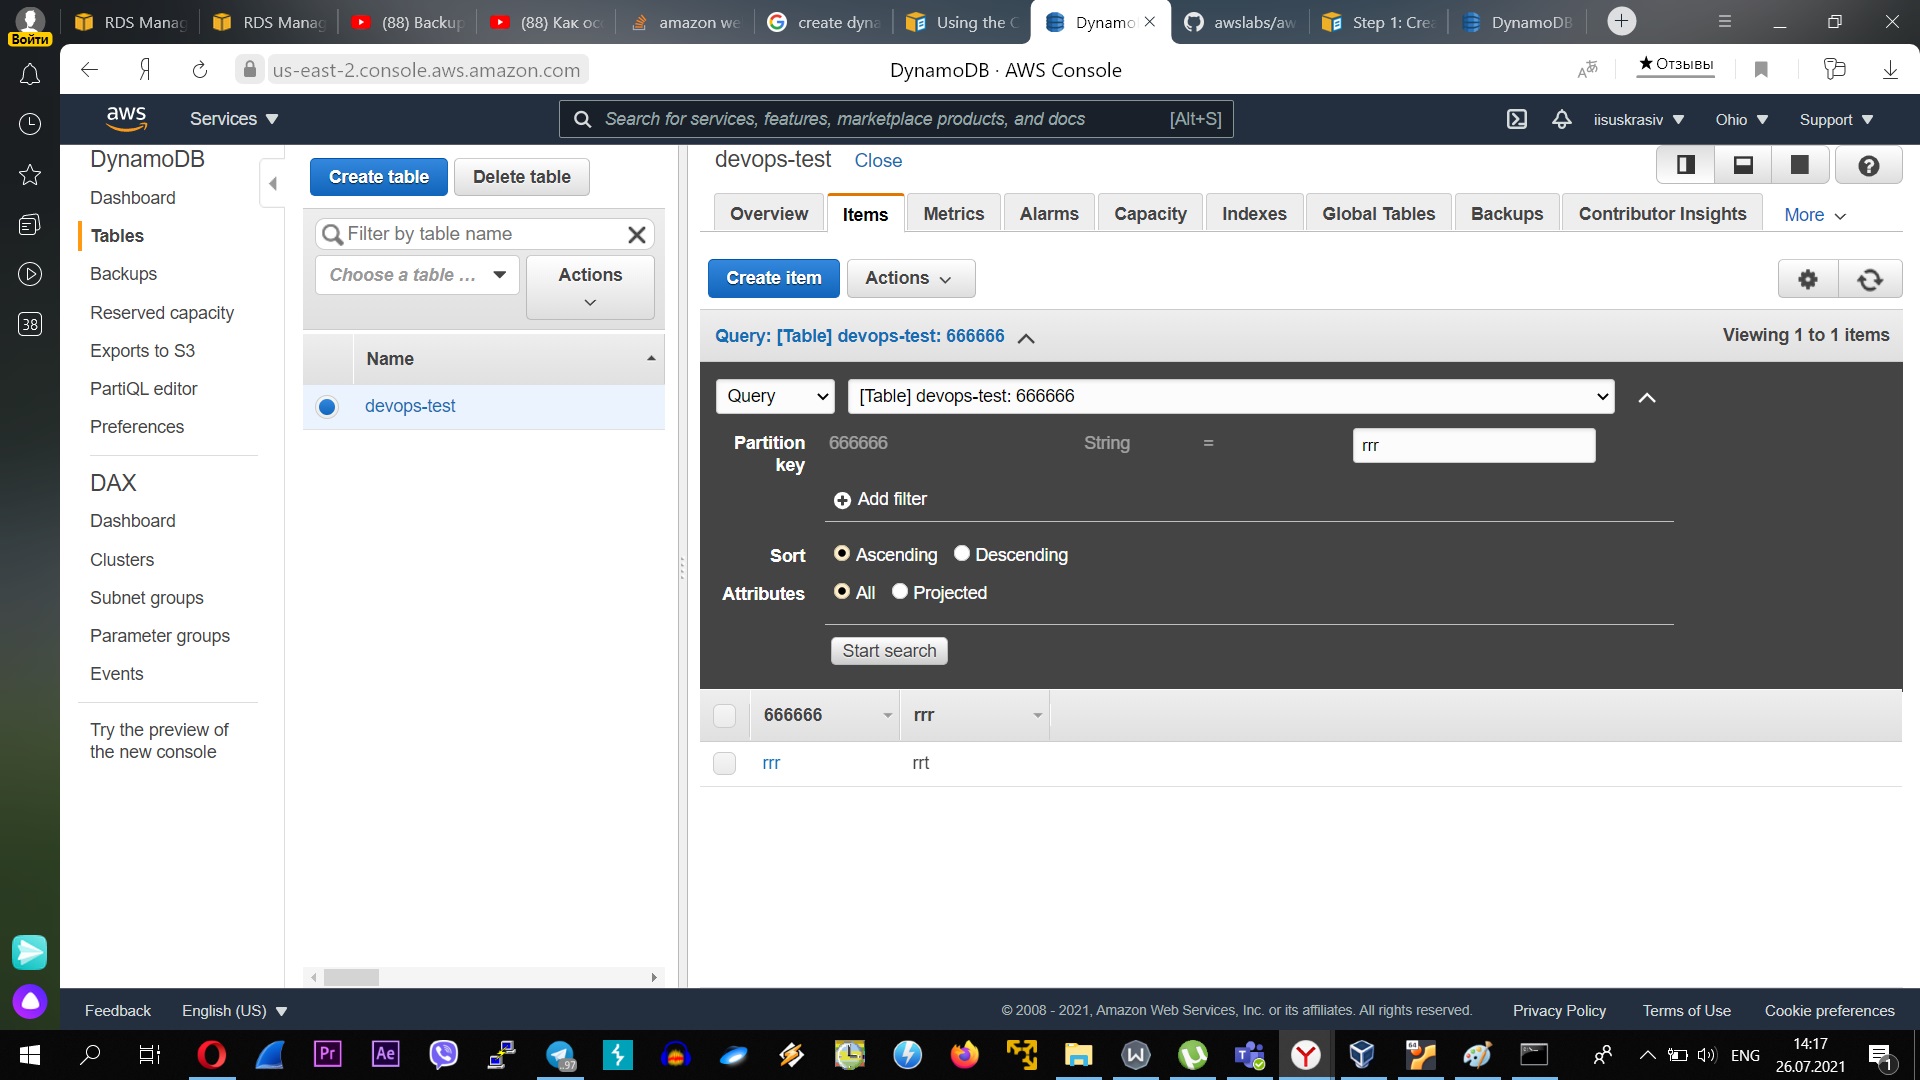 Войти
RDS Manag
RDS Manag
(88) Backup
(88) Как ос
amazon we
create dyna
Using the C
Dynamo
awslabs/aw
Step 1: Cre
DynamoDB
us-east-2.console.aws.amazon.com
DynamoDB · AWS Console
★ Отзывы
38
aws
Services
Search for services, features, marketplace products, and docs
[Alt+S]
iisuskrasiv
Ohio
Support
DynamoDB
Dashboard
Tables
Backups
Reserved capacity
Exports to S3
PartiQL editor
Preferences
DAX
Dashboard
Clusters
Subnet groups
Parameter groups
Events
Try the preview of
the new console
Create table
Delete table
Filter by table name
Choose a table ...
Actions
Name
devops-test
devops-test
Close
Overview
Items
Metrics
Alarms
Capacity
Indexes
Global Tables
Backups
Contributor Insights
More
Create item
Actions
Query: [Table] devops-test: 666666
Viewing 1 to 1 items
Query
[Table] devops-test: 666666
Partition
key
666666
String
=
rrr
Add filter
Sort
Ascending
Descending
Attributes
All
Projected
Start search
666666
rrr
rrr
rrt
Feedback
English (US)
© 2008 - 2021, Amazon Web Services, Inc. or its affiliates. All rights reserved.
Privacy Policy
Terms of Use
Cookie preferences
Pr
Ae
97
64
ENG
14:17
26.07.2021
1